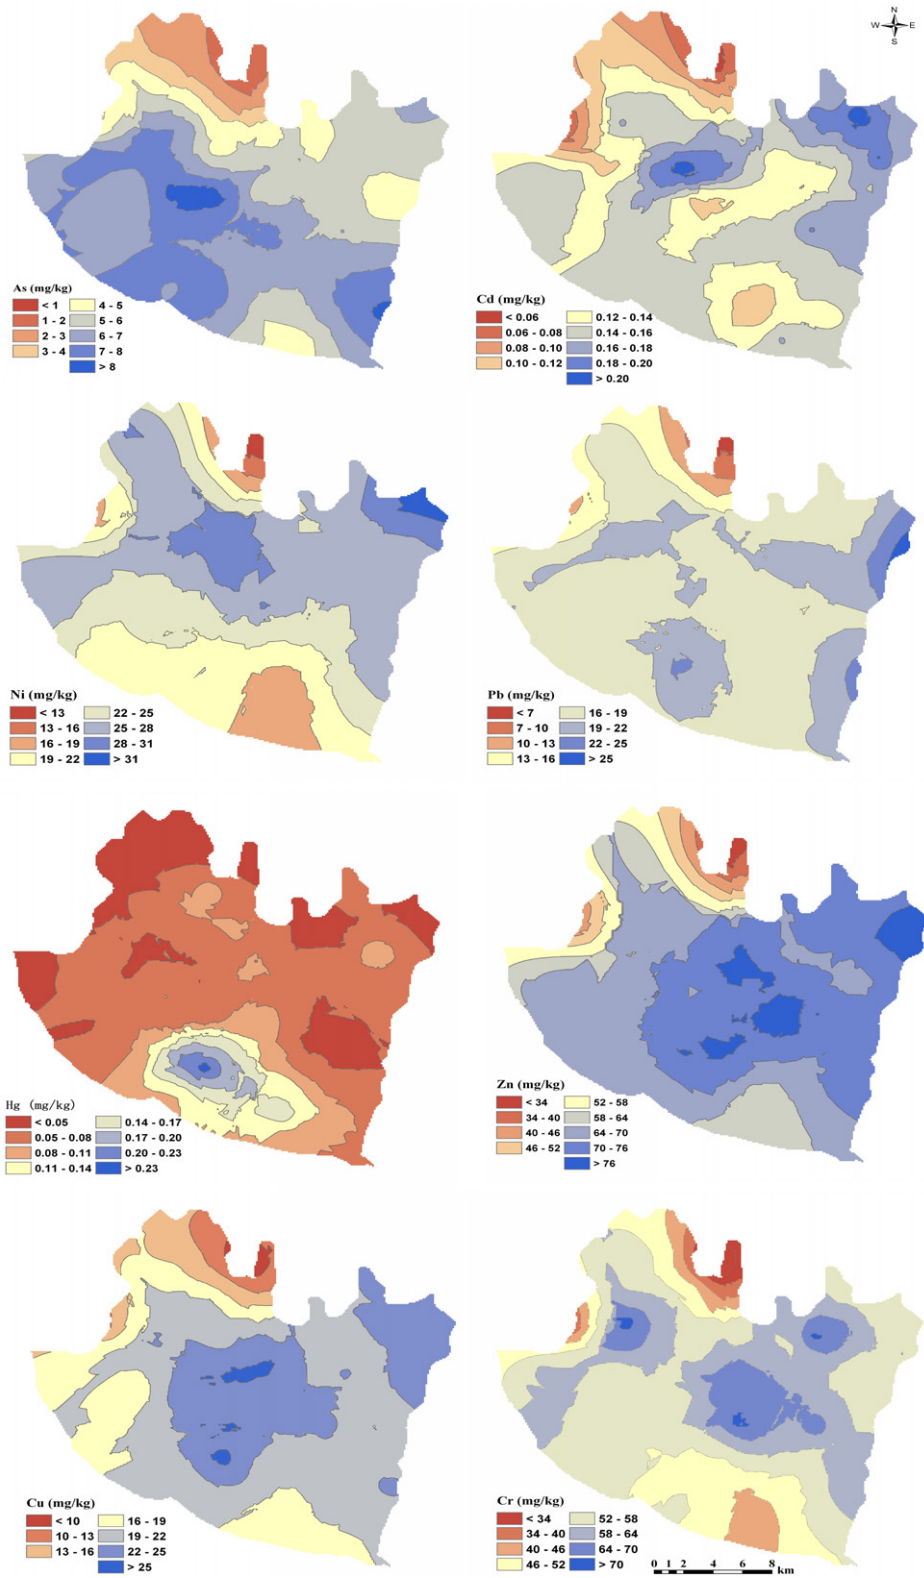 N
W E
S
As (mg/kg)
< 1 4 - 5
1 - 2 5 - 6
2 - 3 6 - 7
3 - 4 7 - 8
> 8
Cd (mg/kg)
< 0.06 0.12 - 0.14
0.06 - 0.08 0.14 - 0.16
0.08 - 0.10 0.16 - 0.18
0.10 - 0.12 0.18 - 0.20
> 0.20
Ni (mg/kg)
< 13 22 - 25
13 - 16 25 - 28
16 - 19 28 - 31
19 - 22 > 31
Pb (mg/kg)
< 7 16 - 19
7 - 10 19 - 22
10 - 13 22 - 25
13 - 16 > 25
Hg (mg/kg)
< 0.05 0.14 - 0.17
0.05 - 0.08 0.17 - 0.20
0.08 - 0.11 0.20 - 0.23
0.11 - 0.14 > 0.23
Zn (mg/kg)
< 34 52 - 58
34 - 40 58 - 64
40 - 46 64 - 70
46 - 52 70 - 76
> 76
Cu (mg/kg)
< 10 16 - 19
10 - 13 19 - 22
13 - 16 22 - 25
> 25
Cr (mg/kg)
< 34 52 - 58
34 - 40 58 - 64
40 - 46 64 - 70
46 - 52 > 70
0 1 2 4 6 8
km